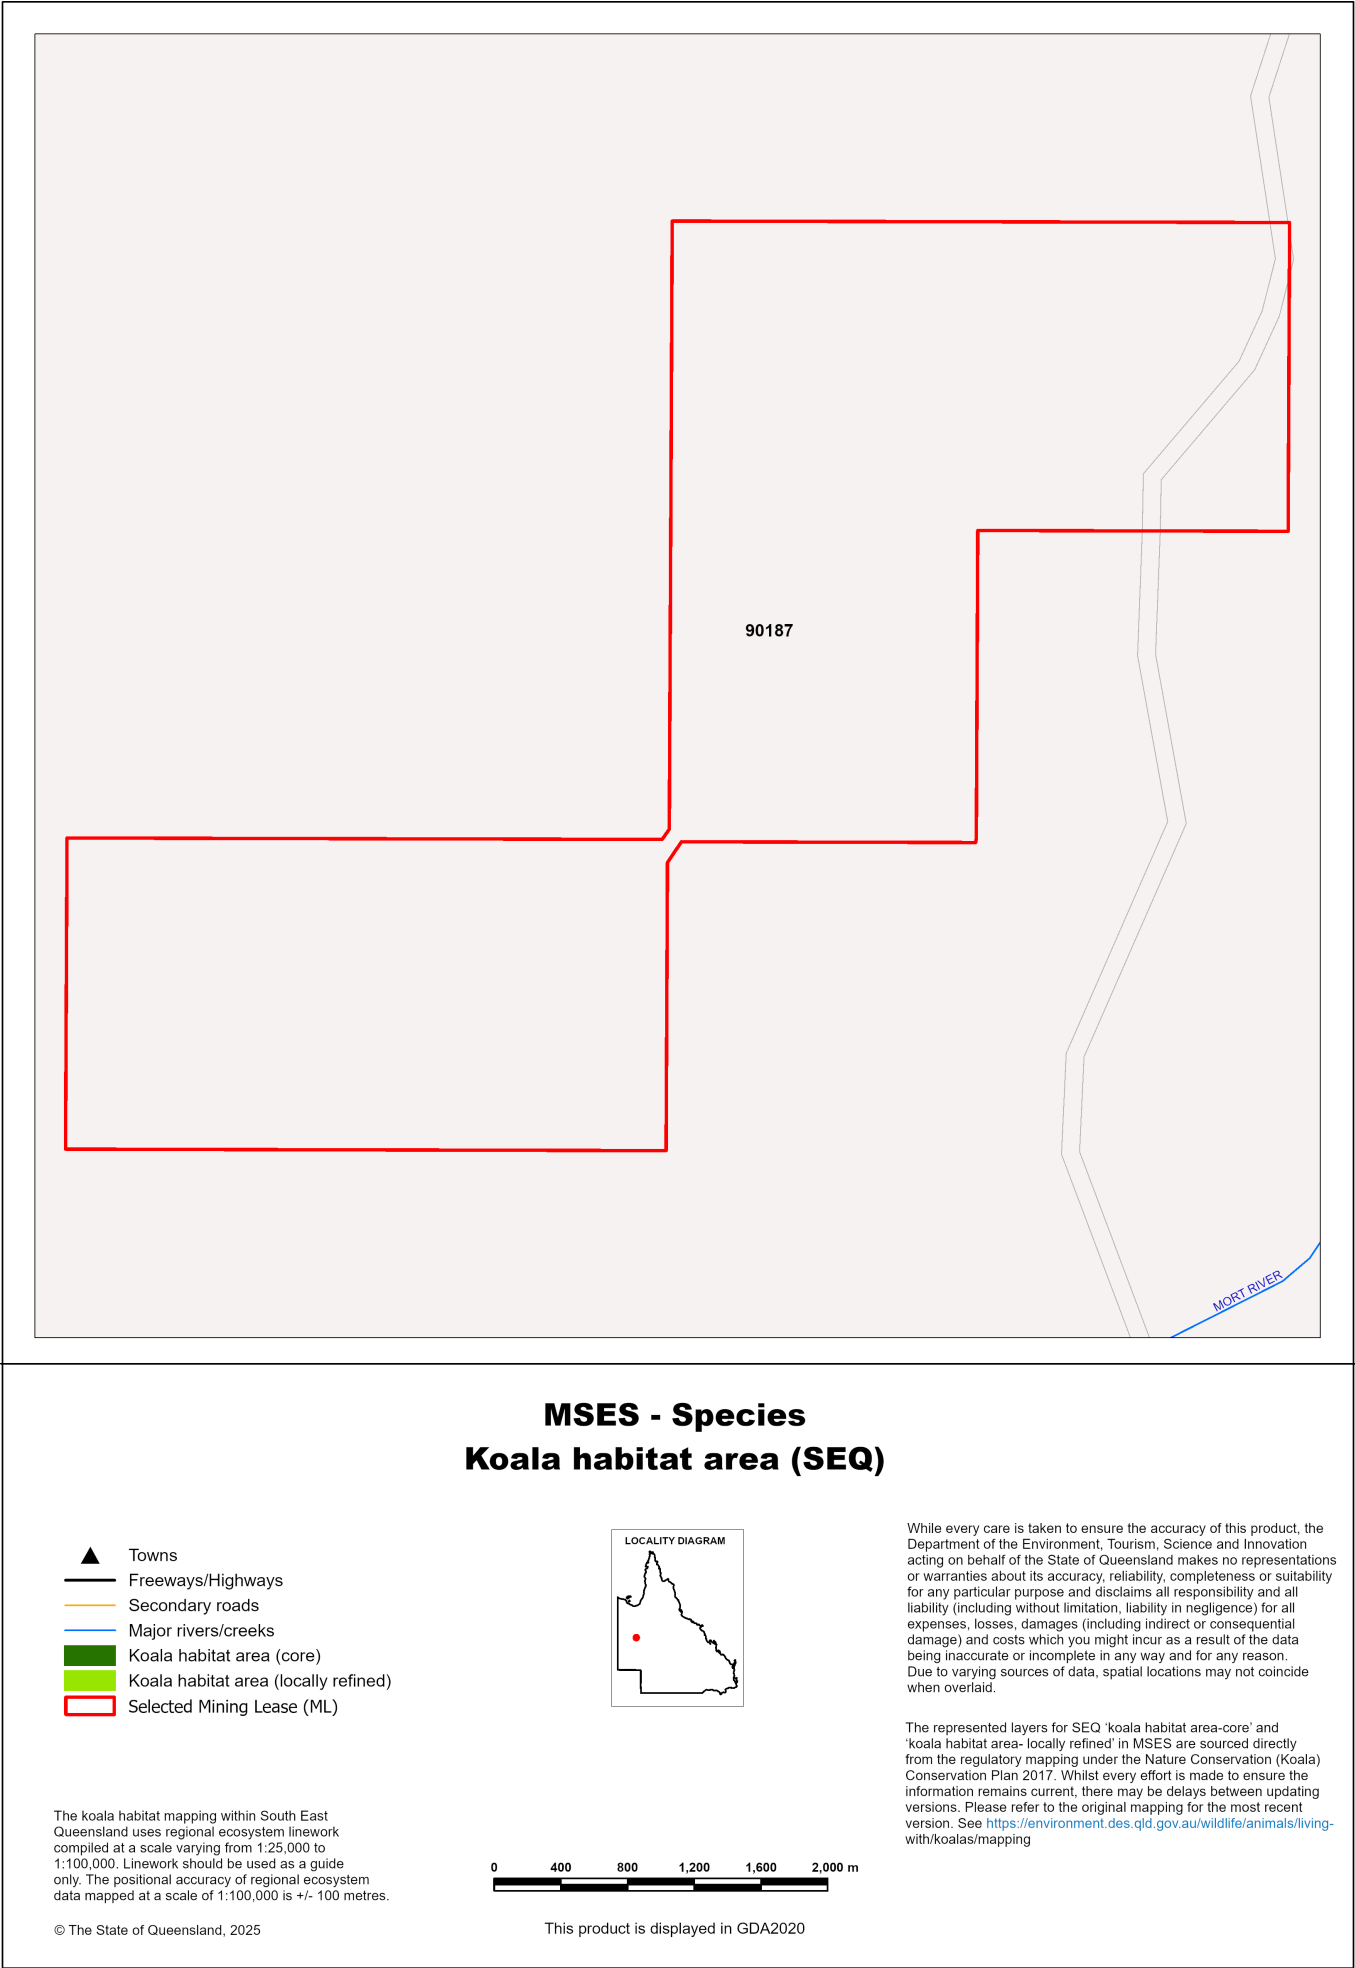 90187
MORT RIVER
MSES - Species
Koala habitat area (SEQ)
Towns
Freeways/Highways
Secondary roads
Major rivers/creeks
Koala habitat area (core)
Koala habitat area (locally refined)
Selected Mining Lease (ML)
The koala habitat mapping within South East
Queensland uses regional ecosystem linework
compiled at a scale varying from 1:25,000 to
1:100,000. Linework should be used as a guide
only. The positional accuracy of regional ecosystem
data mapped at a scale of 1:100,000 is +/- 100 metres.
© The State of Queensland, 2025
LOCALITY DIAGRAM
0 400 800 1,200 1,600 2,000 m
This product is displayed in GDA2020
While every care is taken to ensure the accuracy of this product, the
Department of the Environment, Tourism, Science and Innovation
acting on behalf of the State of Queensland makes no representations
or warranties about its accuracy, reliability, completeness or suitability
for any particular purpose and disclaims all responsibility and all
liability (including without limitation, liability in negligence) for all
expenses, losses, damages (including indirect or consequential
damage) and costs which you might incur as a result of the data
being inaccurate or incomplete in any way and for any reason.
Due to varying sources of data, spatial locations may not coincide
when overlaid.
The represented layers for SEQ ‘koala habitat area-core’ and
‘koala habitat area- locally refined’ in MSES are sourced directly
from the regulatory mapping under the Nature Conservation (Koala)
Conservation Plan 2017. Whilst every effort is made to ensure the
information remains current, there may be delays between updating
versions. Please refer to the original mapping for the most recent
version. See https://environment.des.qld.gov.au/wildlife/animals/living-
with/koalas/mapping